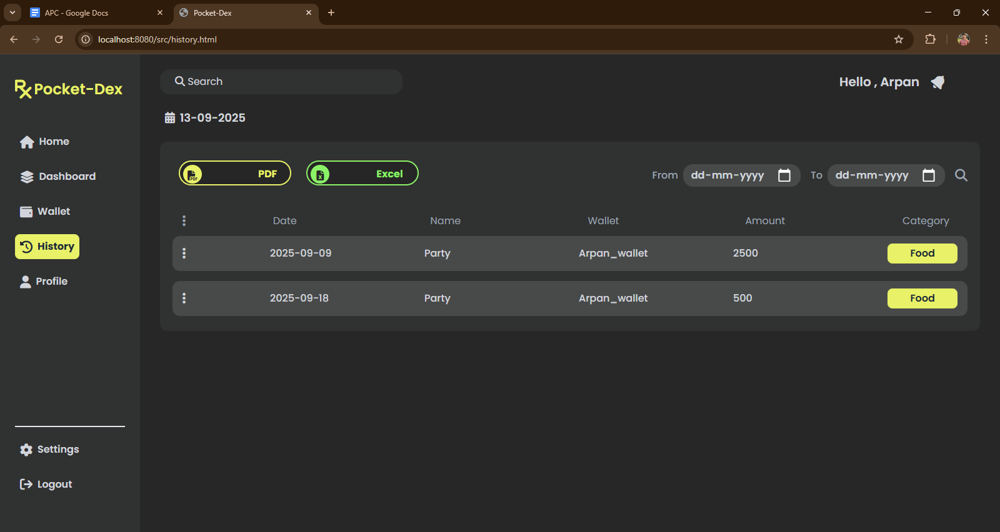 APC - Google Docs
Pocket-Dex
localhost:8080/src/history.html
Rx Pocket-Dex
Search
Hello , Arpan
13-09-2025
Home
Dashboard
Wallet
History
Profile
Settings
Logout
PDF PDF
X Excel
From dd-mm-yyyy To dd-mm-yyyy
Date Name Wallet Amount Category
2025-09-09 Party Arpan_wallet 2500 Food
2025-09-18 Party Arpan_wallet 500 Food